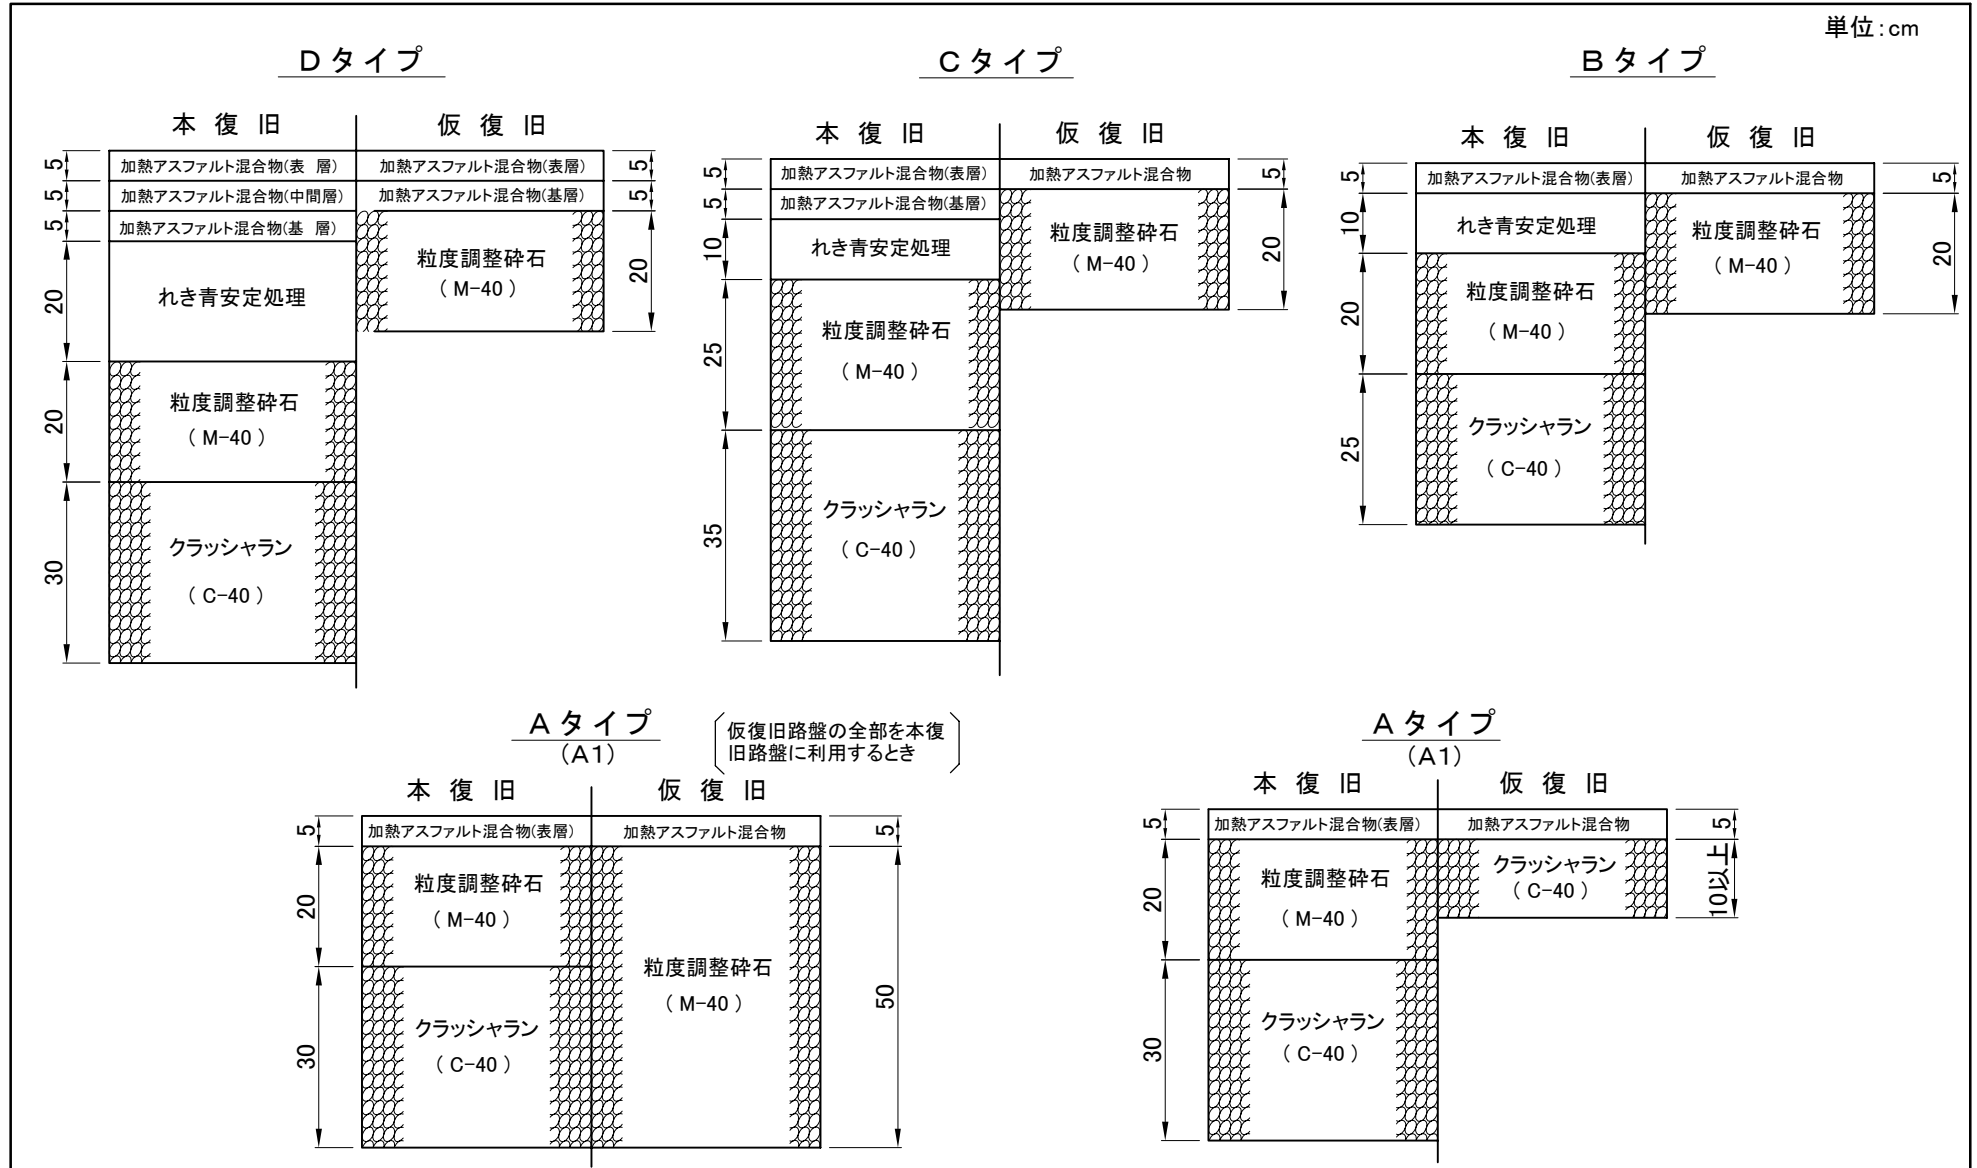 単位:cm
Dタイプ
本復旧
仮復旧
5
加熱アスファルト混合物(表 層)
加熱アスファルト混合物(表層)
5
5
加熱アスファルト混合物(中間層)
加熱アスファルト混合物(基層)
5
5
加熱アスファルト混合物(基 層)
粒度調整砕石
( M-40 )
20
20
れき青安定処理
20
粒度調整砕石
( M-40 )
30
クラッシャラン
( C-40 )
Cタイプ
本復旧
仮復旧
5
加熱アスファルト混合物(表層)
加熱アスファルト混合物
5
5
加熱アスファルト混合物(基層)
粒度調整砕石
( M-40 )
20
10
れき青安定処理
25
粒度調整砕石
( M-40 )
35
クラッシャラン
( C-40 )
Bタイプ
本復旧
仮復旧
5
加熱アスファルト混合物(表層)
加熱アスファルト混合物
5
10
れき青安定処理
粒度調整砕石
( M-40 )
20
20
粒度調整砕石
( M-40 )
25
クラッシャラン
( C-40 )
Aタイプ
(A1)
仮復旧路盤の全部を本復
旧路盤に利用するとき
本復旧
仮復旧
5
加熱アスファルト混合物(表層)
加熱アスファルト混合物
5
20
粒度調整砕石
( M-40 )
粒度調整砕石
( M-40 )
50
30
クラッシャラン
( C-40 )
Aタイプ
(A1)
本復旧
仮復旧
5
加熱アスファルト混合物(表層)
加熱アスファルト混合物
5
20
粒度調整砕石
( M-40 )
クラッシャラン
( C-40 )
10以上
30
クラッシャラン
( C-40 )